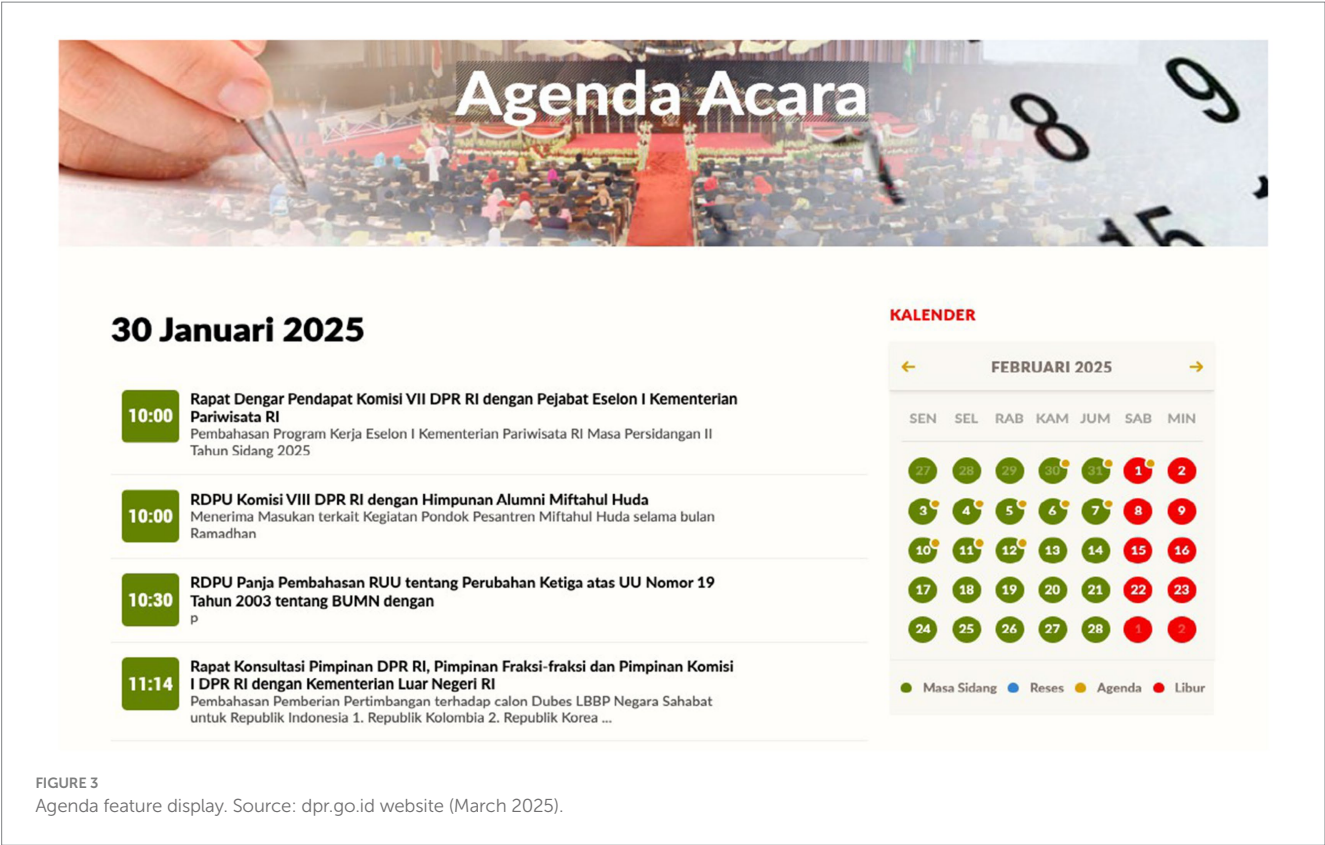 Agenda Acara
8
9
15
30 Januari 2025
10:00
Rapat Dengar Pendapat Komisi VII DPR RI dengan Pejabat Eselon I Kementerian
Pariwisata RI
Pembahasan Program Kerja Eselon I Kementerian Pariwisata RI Masa Persidangan II
Tahun Sidang 2025
10:00
RDPU Komisi VIII DPR RI dengan Himpunan Alumni Miftahul Huda
Menerima Masukan terkait Kegiatan Pondok Pesantren Miftahul Huda selama bulan
Ramadhan
10:30
RDPU Panja Pembahasan RUU tentang Perubahan Ketiga atas UU Nomor 19
Tahun 2003 tentang BUMN dengan
p
11:14
Rapat Konsultasi Pimpinan DPR RI, Pimpinan Fraksi-fraksi dan Pimpinan Komisi
I DPR RI dengan Kementerian Luar Negeri RI
Pembahasan Pemberian Pertimbangan terhadap calon Dubes LBBP Negara Sahabat
untuk Republik Indonesia 1. Republik Kolombia 2. Republik Korea ...
KALENDER
← FEBRUARI 2025 →
SEN SEL RAB KAM JUM SAB MIN
27 28 29 30 31 1 2
3 4 5 6 7 8 9
10 11 12 13 14 15 16
17 18 19 20 21 22 23
24 25 26 27 28 1 2
Masa Sidang Reses Agenda Libur
FIGURE 3
Agenda feature display. Source: dpr.go.id website (March 2025).